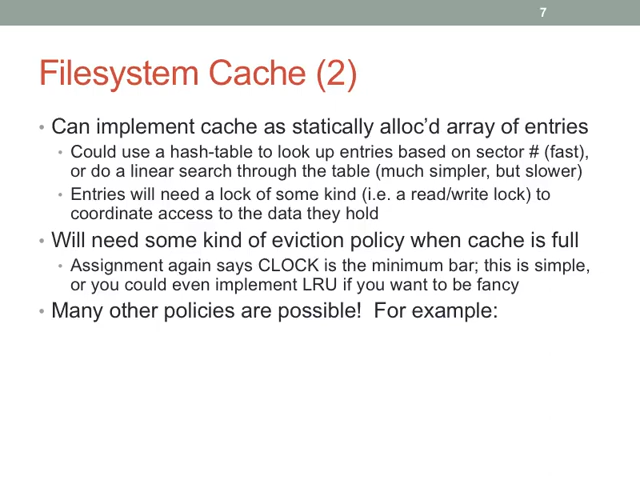 7
Filesystem Cache (2)
• Can implement cache as statically alloc’d array of entries
• Could use a hash-table to look up entries based on sector # (fast),
or do a linear search through the table (much simpler, but slower)
• Entries will need a lock of some kind (i.e. a read/write lock) to
coordinate access to the data they hold
• Will need some kind of eviction policy when cache is full
• Assignment again says CLOCK is the minimum bar; this is simple,
or you could even implement LRU if you want to be fancy
• Many other policies are possible!  For example: